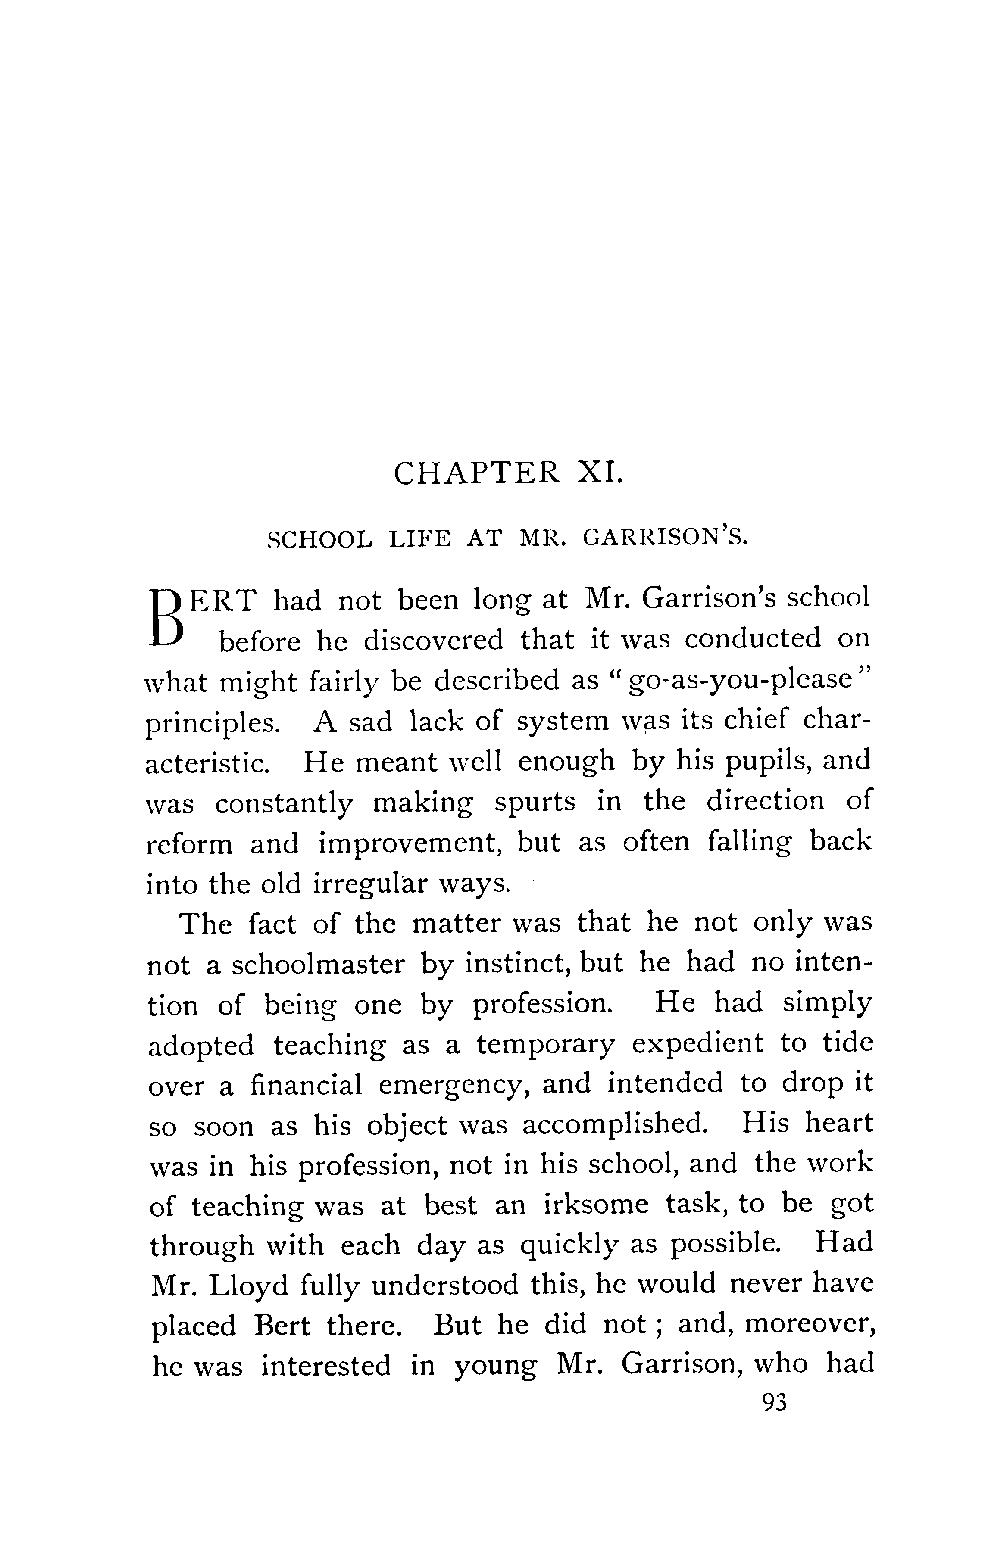 CHAPTER XI.
SCHOOL LIFE AT MR. GARRISON'S.
BERT had not been long at Mr. Garrison's school
before he discovered that it was conducted on
what might fairly be described as "go-as-you-please"
principles. A sad lack of system was its chief char-
acteristic. He meant well enough by his pupils, and
was constantly making spurts in the direction of
reform and improvement, but as often falling back
into the old irregular ways.
The fact of the matter was that he not only was
not a schoolmaster by instinct, but he had no inten-
tion of being one by profession. He had simply
adopted teaching as a temporary expedient to tide
over a financial emergency, and intended to drop it
so soon as his object was accomplished. His heart
was in his profession, not in his school, and the work
of teaching was at best an irksome task, to be got
through with each day as quickly as possible. Had
Mr. Lloyd fully understood this, he would never have
placed Bert there. But he did not ; and, moreover,
he was interested in young Mr. Garrison, who had
93